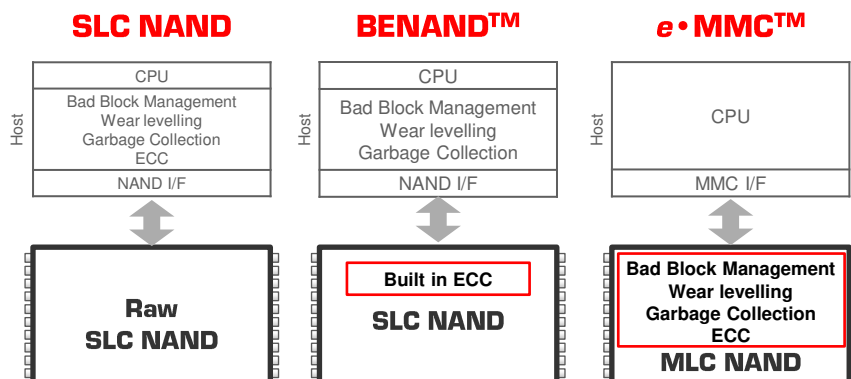 SLC NAND
Host
CPU
Bad Block Management
Wear levelling
Garbage Collection
ECC
NAND I/F
Raw
SLC NAND
BENAND™
Host
CPU
Bad Block Management
Wear levelling
Garbage Collection
NAND I/F
Built in ECC
SLC NAND
e•MMC™
Host
CPU
MMC I/F
Bad Block Management
Wear levelling
Garbage Collection
ECC
MLC NAND